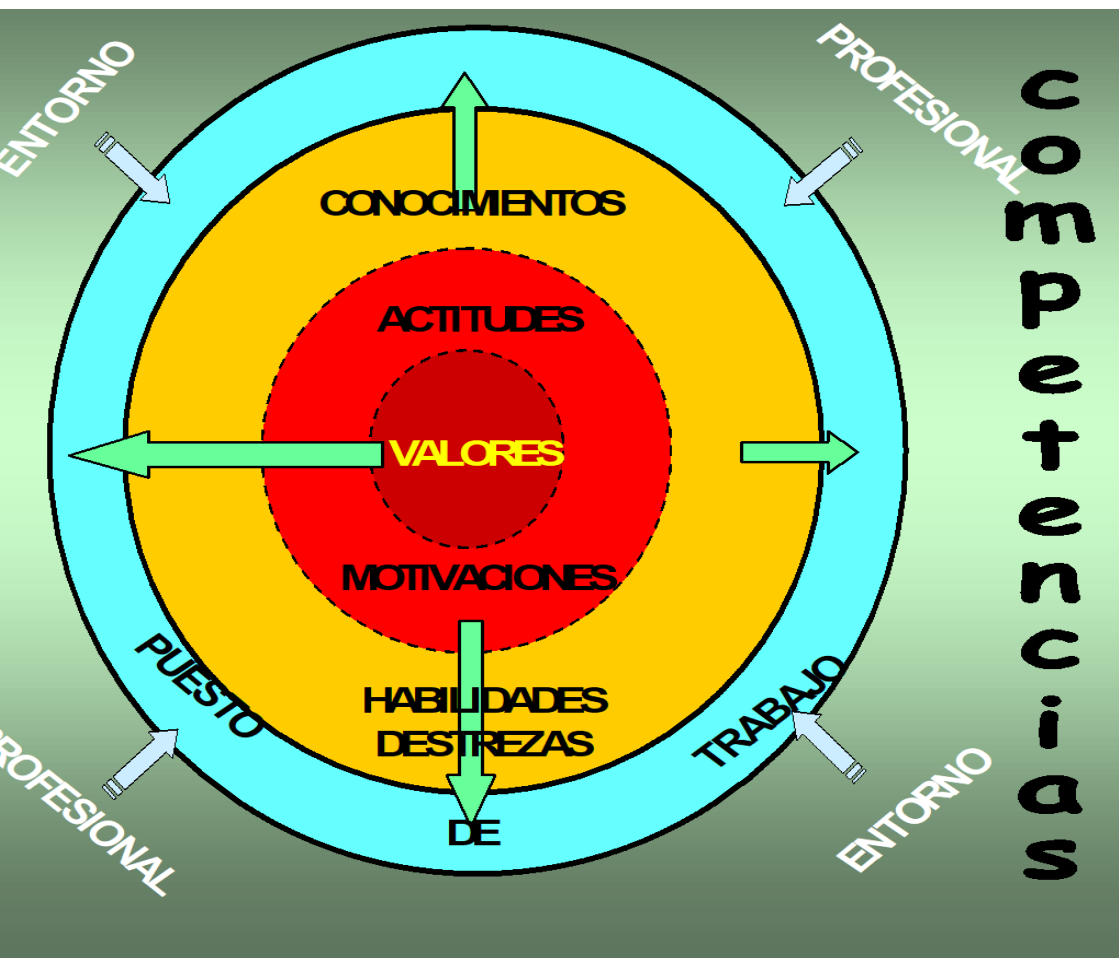 ENTORNO
PROFESIONAL
CONOCIMIENTOS
ACTITUDES
VALORES
MOTIVACIONES
HABILIDADES
DESTREZAS
PUESTO
DE
TRABAJO
PROFESIONAL
ENTORNO
competencias